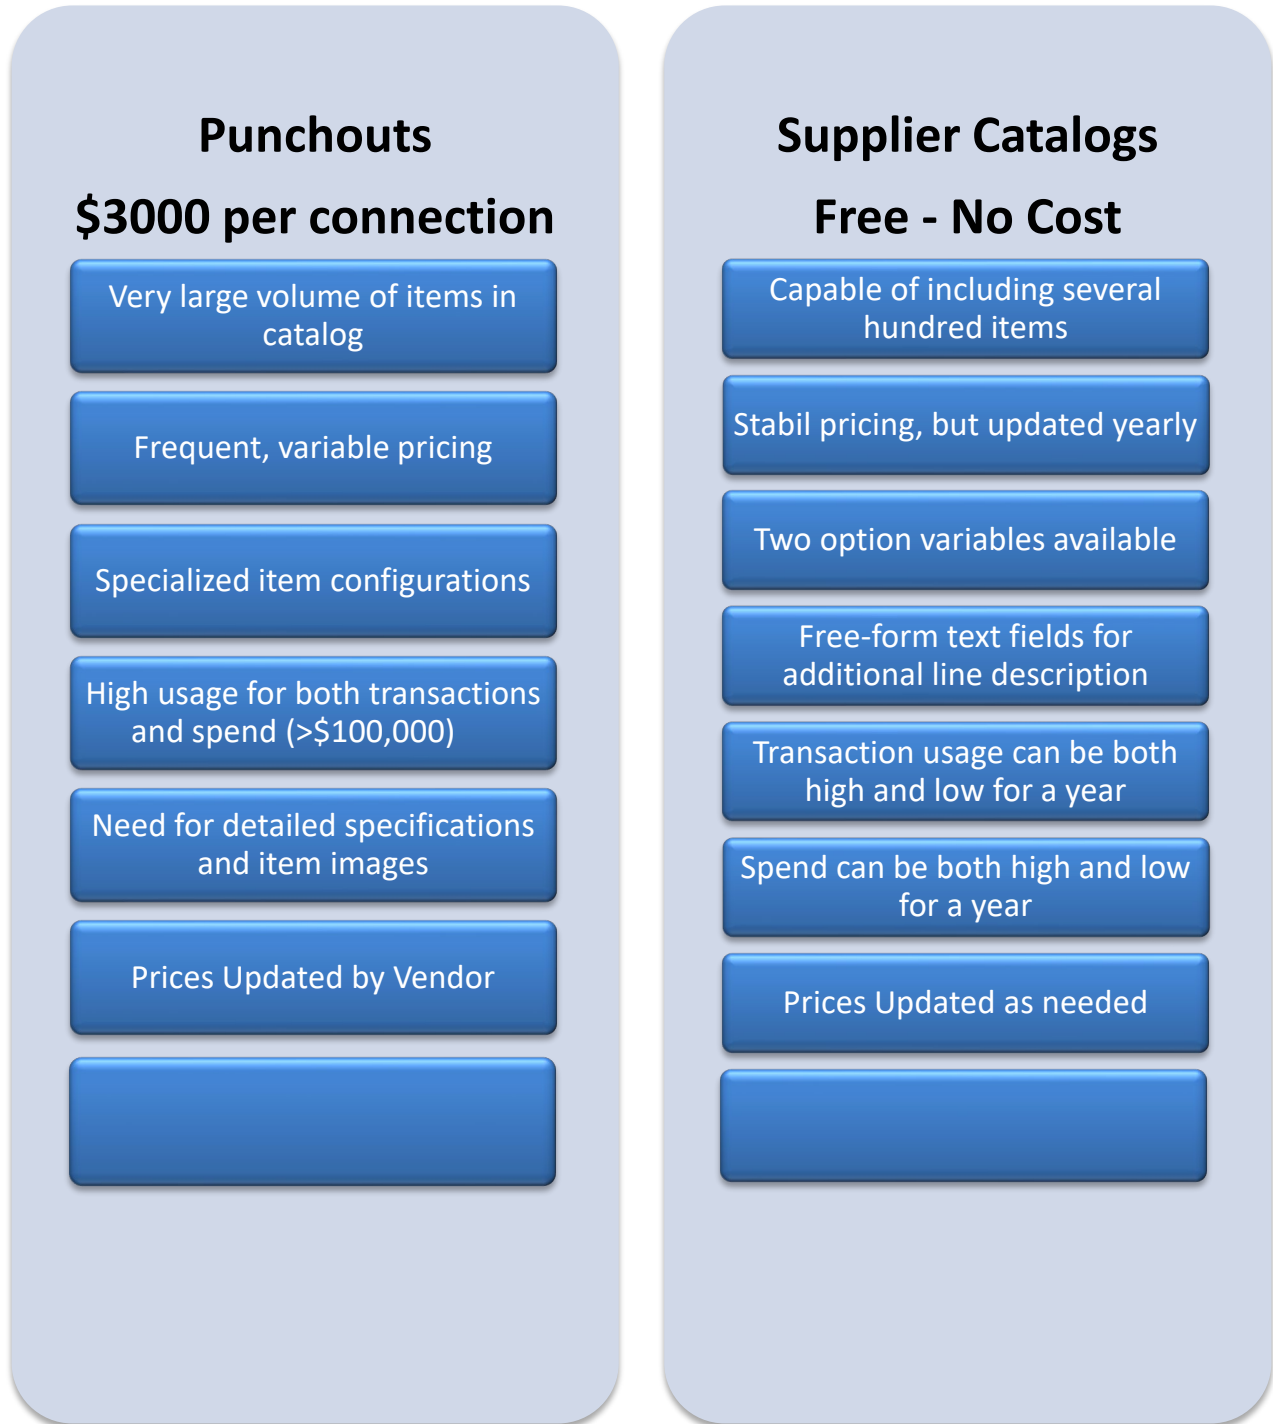 Punchouts
$3000 per connection
Very large volume of items in
catalog
Frequent, variable pricing
Specialized item configurations
High usage for both transactions
and spend (>$100,000)
Need for detailed specifications
and item images
Prices Updated by Vendor
Supplier Catalogs
Free - No Cost
Capable of including several
hundred items
Stabil pricing, but updated yearly
Two option variables available
Free-form text fields for
additional line description
Transaction usage can be both
high and low for a year
Spend can be both high and low
for a year
Prices Updated as needed